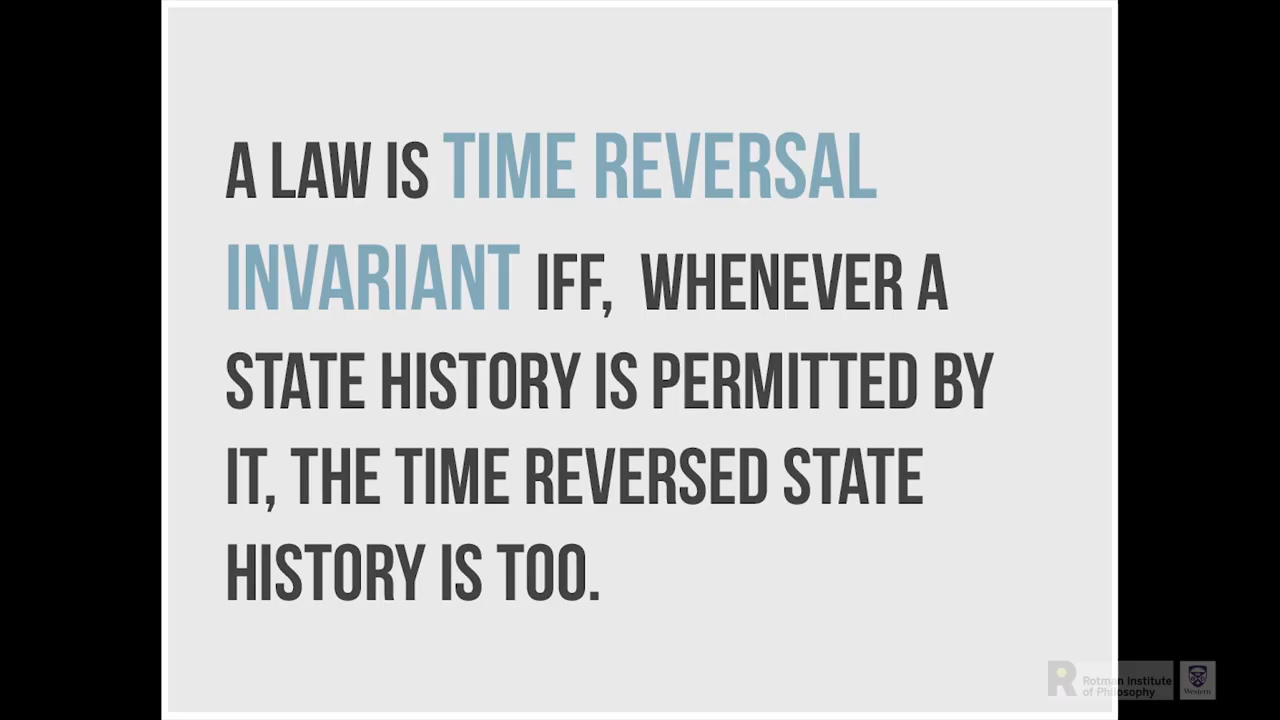 A LAW IS TIME REVERSAL
INVARIANT IFF, WHENEVER A
STATE HISTORY IS PERMITTED BY
IT, THE TIME REVERSED STATE
HISTORY IS TOO.
Rotman Institute
of Philosophy
Western